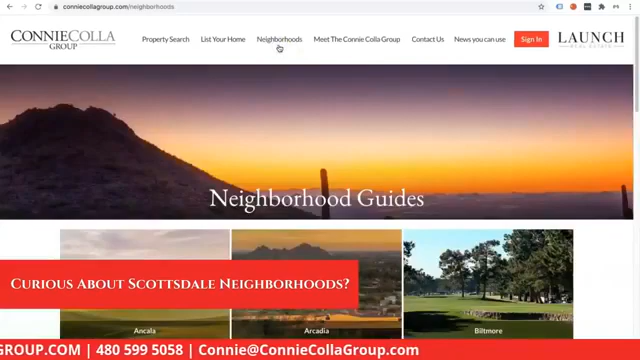 conniecollagroup.com/neighborhoods
CONNIE COLLA
GROUP
Property Search
List Your Home
Neighborhoods
Meet The Connie Colla Group
Contact Us
News you can use
Sign In
LAUNCH
REAL ESTATE
Neighborhood Guides
CURIOUS ABOUT SCOTTSDALE NEIGHBORHOODS?
Ancala
Arcadia
Biltmore
GROUP.COM | 480 599 5058 | Connie@ConnieCollaGroup.com